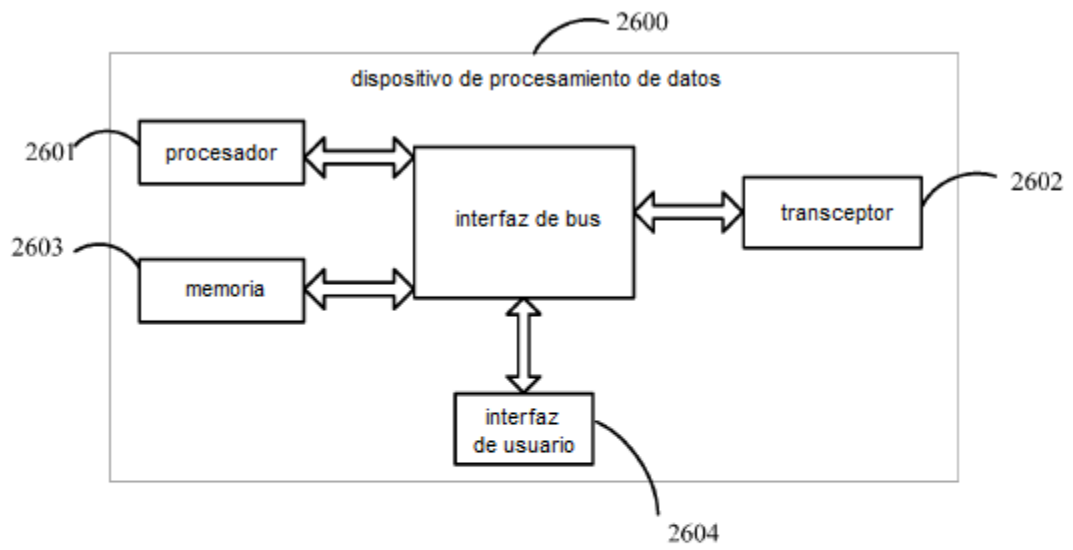 2600
dispositivo de procesamiento de datos
2601
procesador
interfaz de bus
transceptor
2602
2603
memoria
interfaz
de usuario
2604